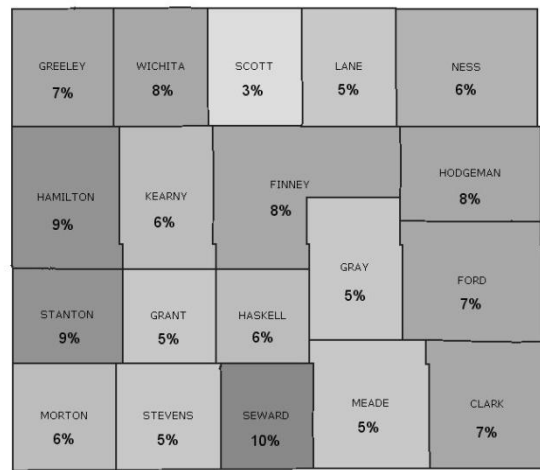 GREELEY
7%
WICHITA
8%
SCOTT
3%
LANE
5%
NESS
6%
HAMILTON
9%
KEARNY
6%
FINNEY
8%
HODGEMAN
8%
GRAY
5%
FORD
7%
STANTON
9%
GRANT
5%
HASKELL
6%
MORTON
6%
STEVENS
5%
SEWARD
10%
MEADE
5%
CLARK
7%